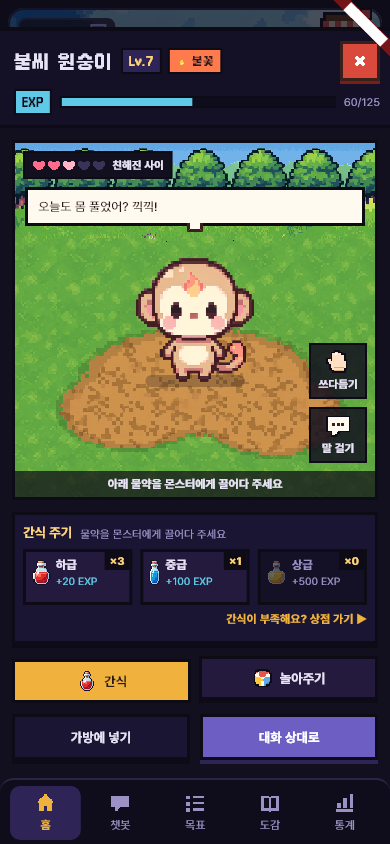 불씨 원숭이 Lv.7 불꽃
EXP 60/125
친해진 사이
오늘도 몸 풀었어? 끽끽!
쓰다듬기
말 걸기
아래 물약을 몬스터에게 끌어다 주세요
간식 주기 물약을 몬스터에게 끌어다 주세요
하급 ×3 중급 ×1 상급 ×0
+20 EXP +100 EXP +500 EXP
간식이 부족해요? 상점 가기 ▶
간식 놀아주기
가방에 넣기 대화 상대로
홈 챗봇 목표 도감 통계